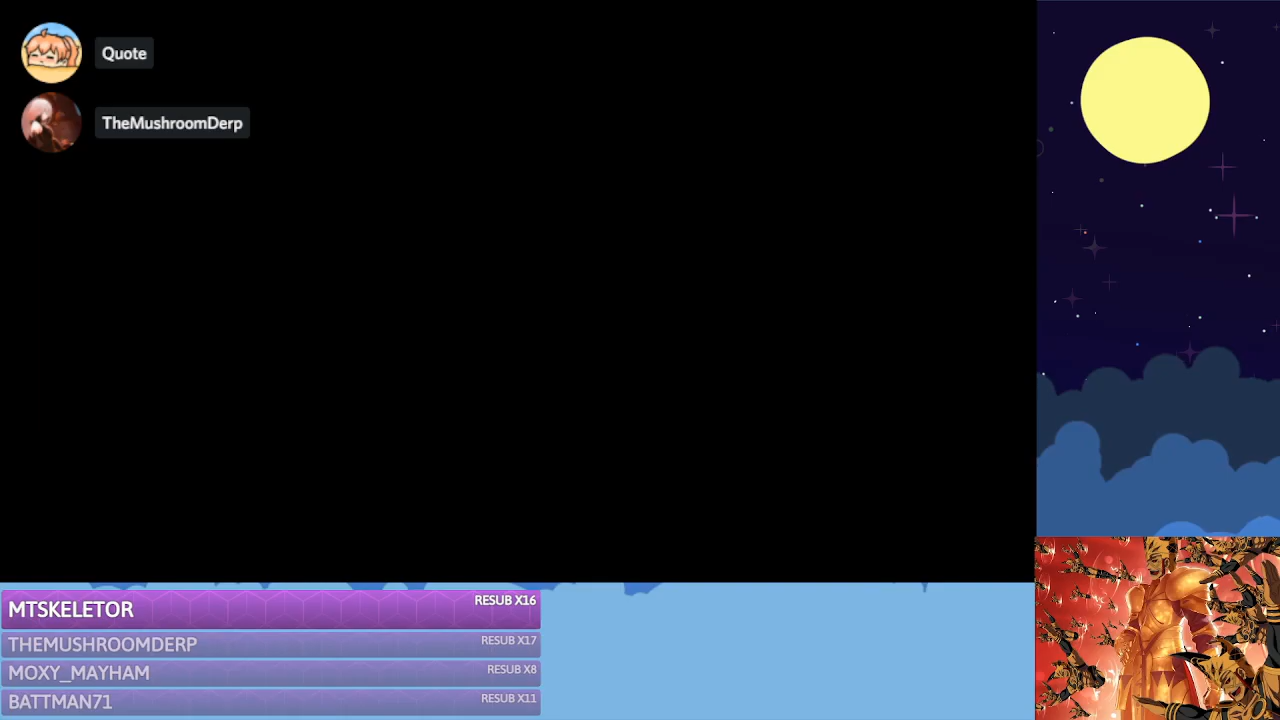 Quote
TheMushroomDerp
MTSKELETOR RESUB X16
THEMUSHROOMDERP RESUB X17
MOXY_MAYHAM RESUB X8
BATTMAN71 RESUB X11